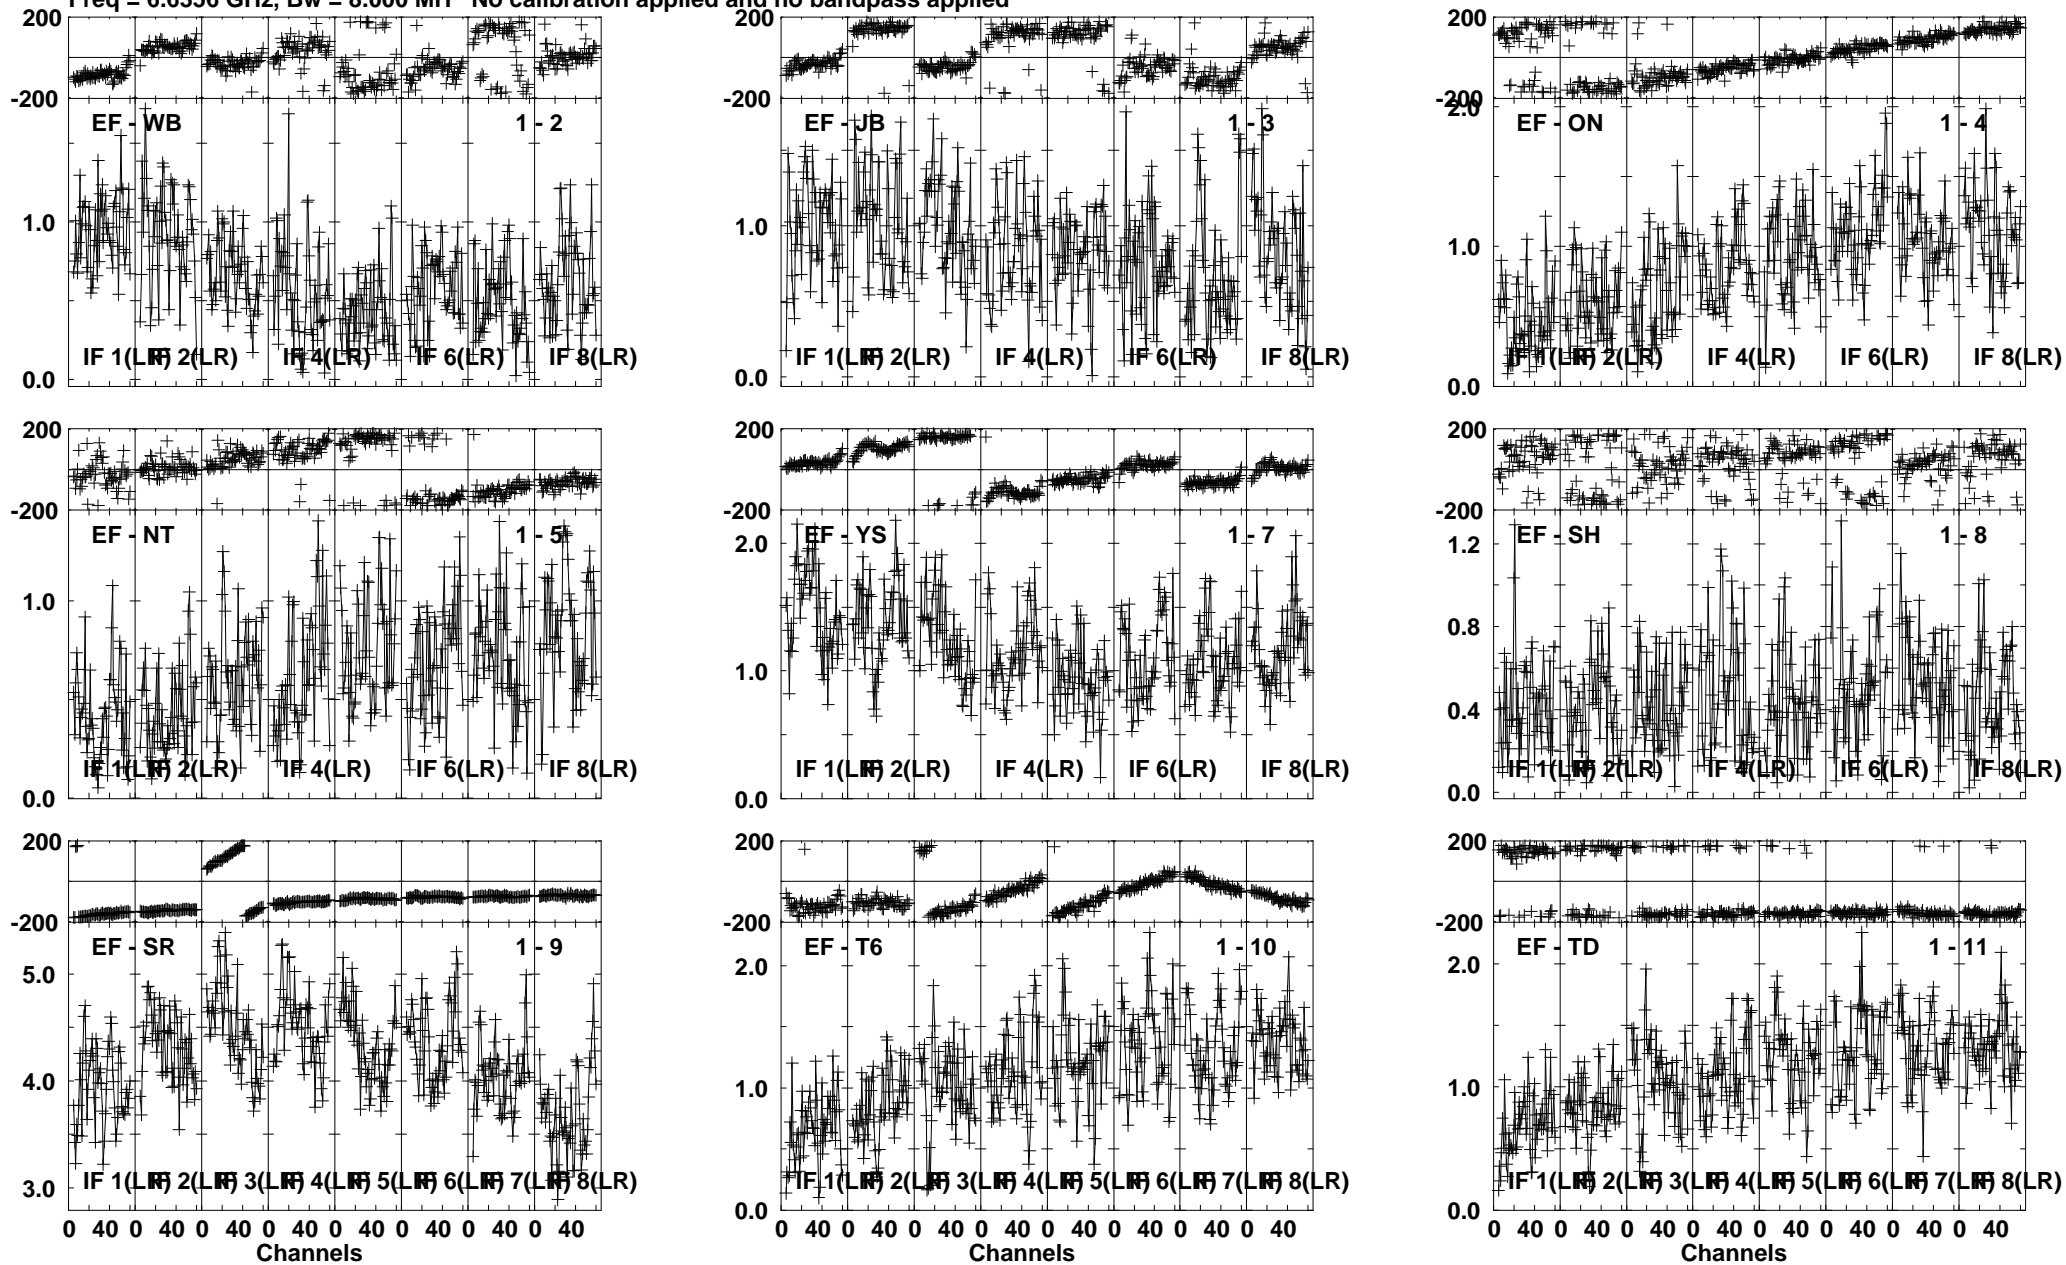 Freq = 6.6356 GHz, Bw = 8.000 MH No calibration applied and no bandpass applied
200 200 200
-200 -200 -200
EF - WB 1 - 2 EF - JB 1 - 3 EF - ON 1 - 4
2.0
1.0 1.0 1.0
IF 1(LR) IF 2(LR) IF 4(LR) IF 6(LR) IF 8(LR) IF 1(LR) IF 2(LR) IF 4(LR) IF 6(LR) IF 8(LR) IF 1(LR) IF 2(LR) IF 4(LR) IF 6(LR) IF 8(LR)
0.0 0.0 0.0
200 200 200
-200 -200 -200
EF - NT 1 - 5 EF - YS 1 - 7 EF - SH 1 - 8
2.0 1.2
1.0 1.0 0.8
0.4
IF 1(LR) IF 2(LR) IF 4(LR) IF 6(LR) IF 8(LR) IF 1(LR) IF 2(LR) IF 4(LR) IF 6(LR) IF 8(LR) IF 1(LR) IF 2(LR) IF 4(LR) IF 6(LR) IF 8(LR)
0.0 0.0 0.0
200 200 200
-200 -200 -200
EF - SR 1 - 9 EF - T6 1 - 10 EF - TD 1 - 11
5.0 2.0 2.0
4.0 1.0 1.0
IF 1(LR) IF 2(LR) IF 3(LR) IF 4(LR) IF 5(LR) IF 6(LR) IF 7(LR) IF 8(LR) IF 1(LR) IF 2(LR) IF 3(LR) IF 4(LR) IF 5(LR) IF 6(LR) IF 7(LR) IF 8(LR) IF 1(LR) IF 2(LR) IF 3(LR) IF 4(LR) IF 5(LR) IF 6(LR) IF 7(LR) IF 8(LR)
3.0 0.0 0.0
0 40 0 40 0 40 0 40 0 40 0 40 0 40 0 40 0 40 0 40 0 40 0 40 0 40 0 40 0 40 0 40 0 40 0 40 0 40 0 40 0 40 0 40 0 40 0 40
Channels Channels Channels